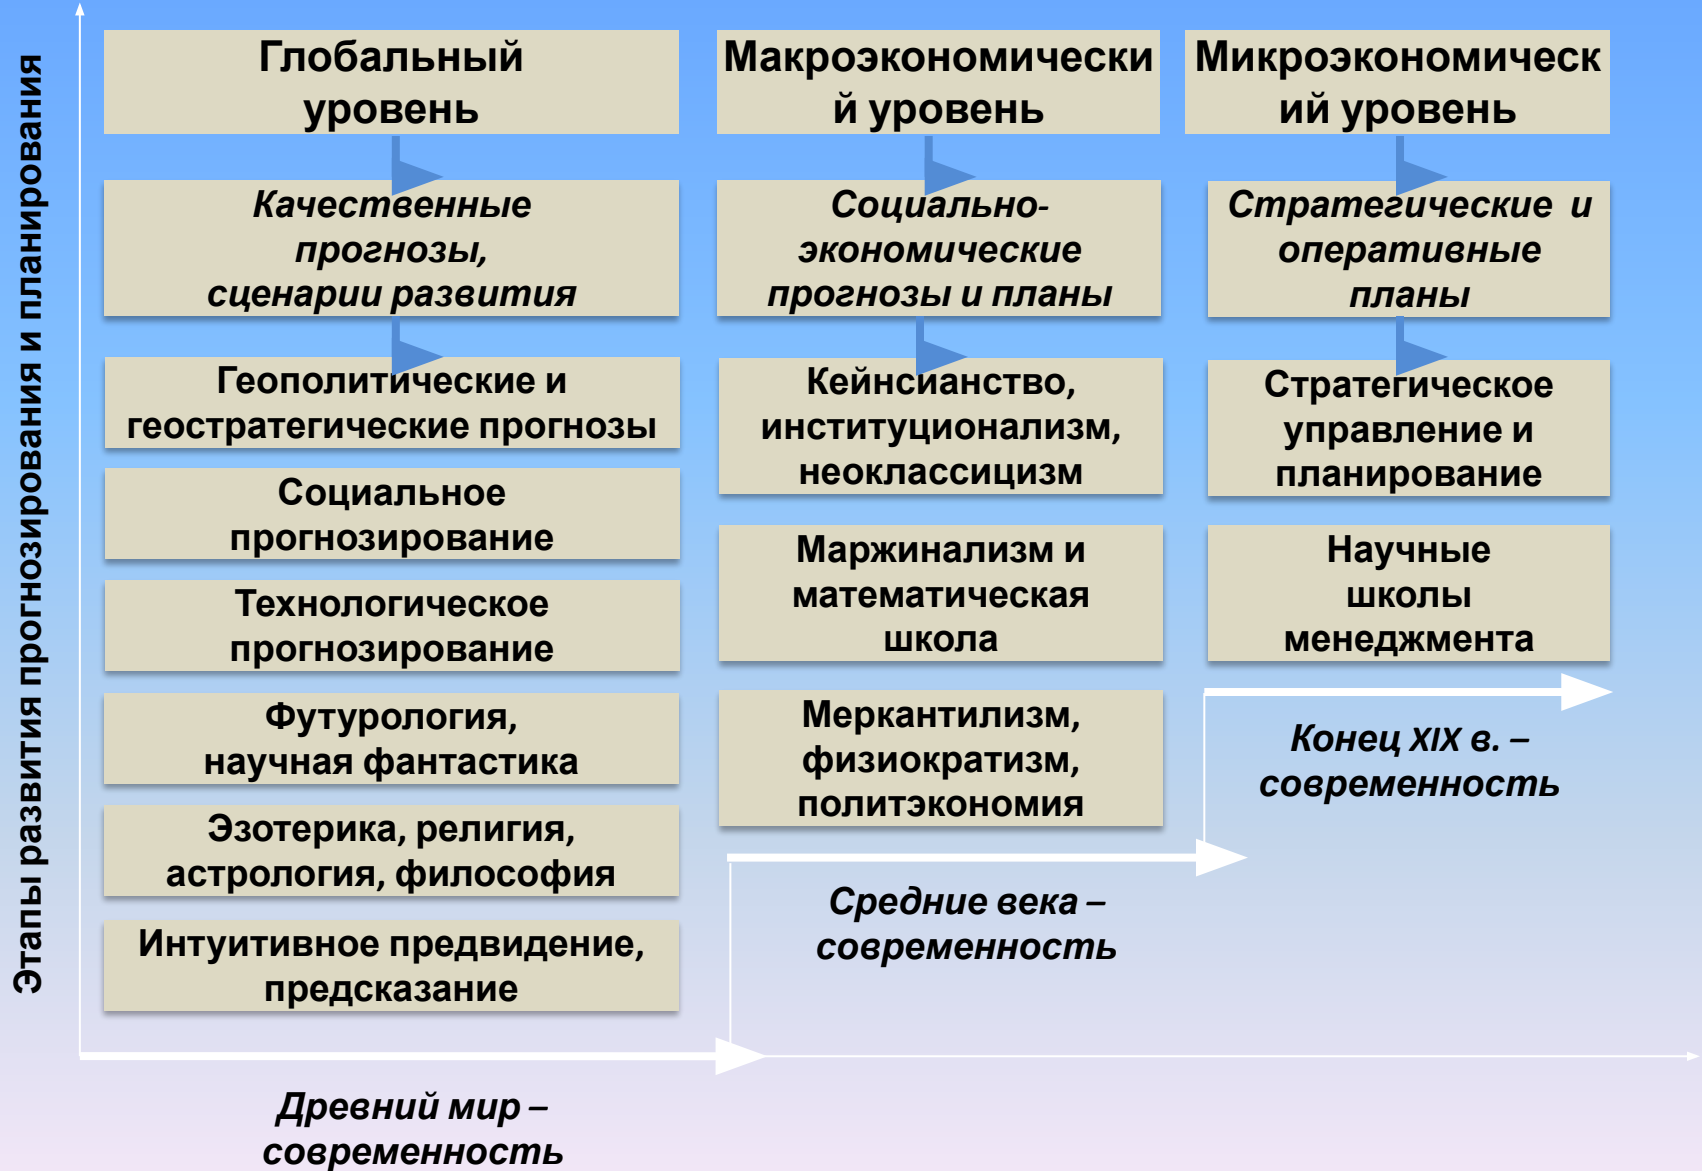 Этапы развития прогнозирования и планирования
Глобальный
уровень
Качественные
прогнозы,
сценарии развития
Геополитические и
геостратегические прогнозы
Социальное
прогнозирование
Технологическое
прогнозирование
Футурология,
научная фантастика
Эзотерика, религия,
астрология, философия
Интуитивное предвидение,
предсказание
Древний мир –
современность
Макроэкономически
й уровень
Социально-
экономические
прогнозы и планы
Кейнсианство,
институционализм,
неоклассицизм
Маржинализм и
математическая
школа
Меркантилизм,
физиократизм,
политэкономия
Средние века –
современность
Микроэкономическ
ий уровень
Стратегические и
оперативные
планы
Стратегическое
управление и
планирование
Научные
школы
менеджмента
Конец XIX в. –
современность